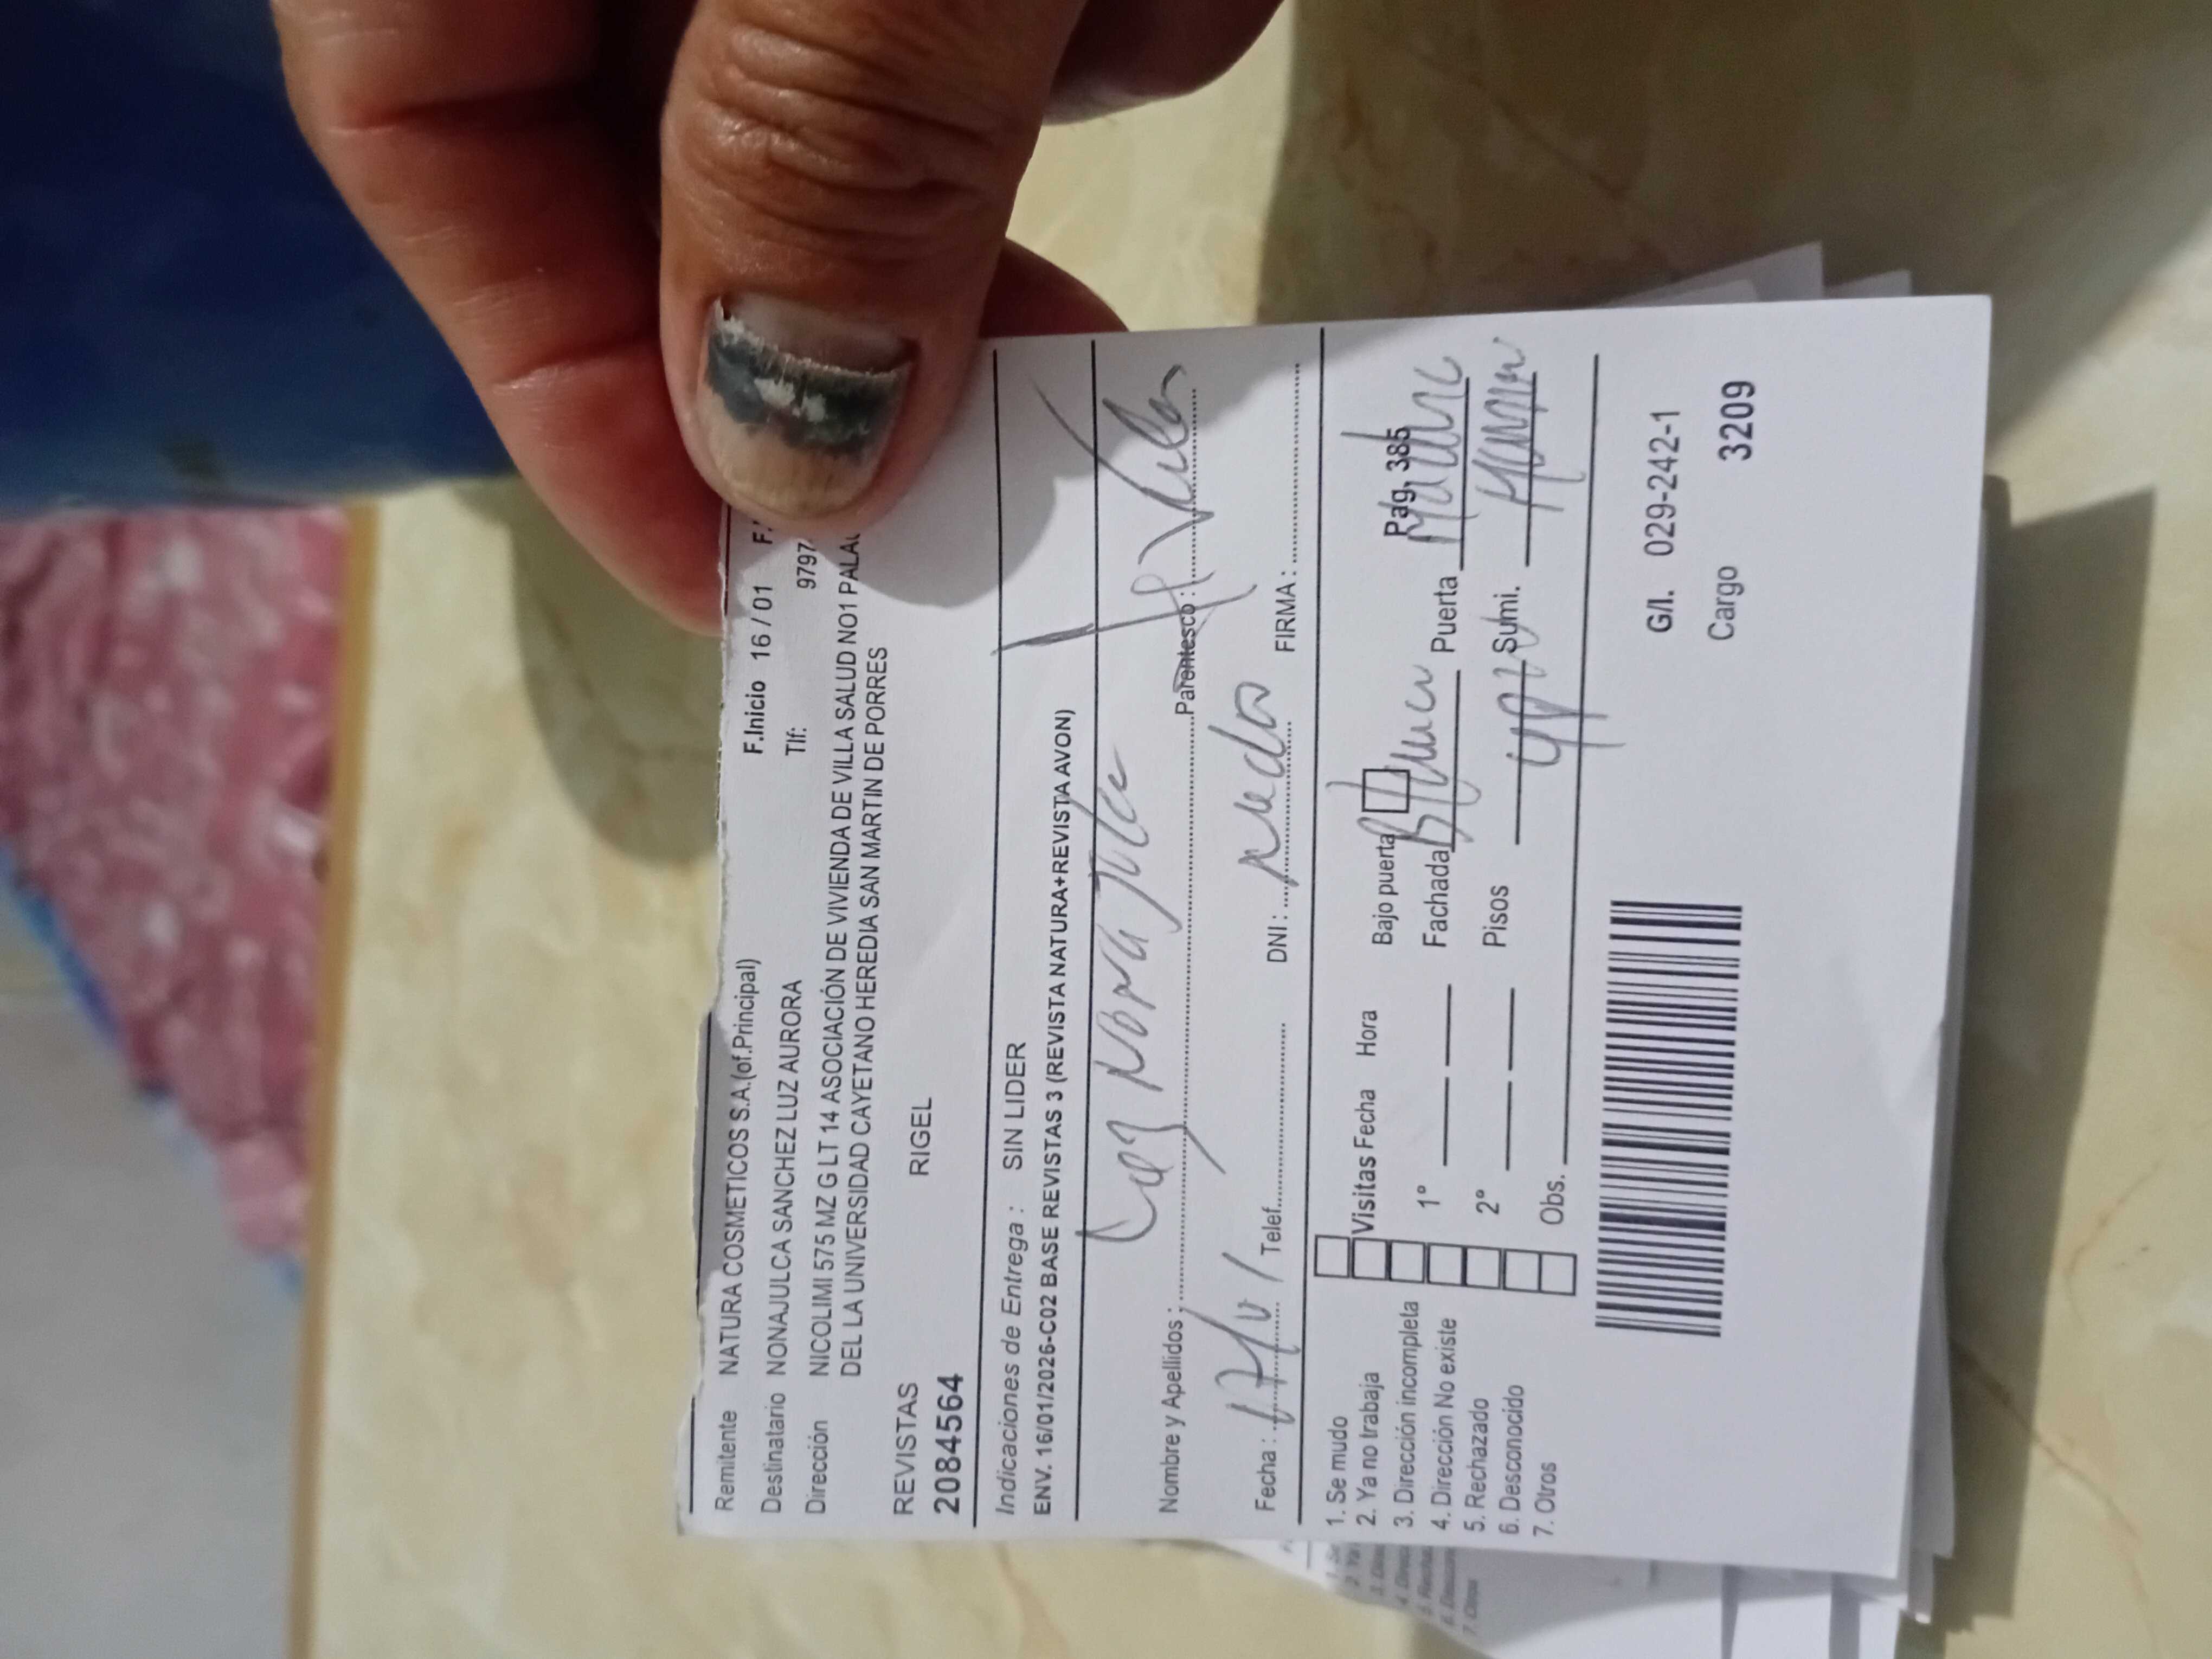 Remitente NATURA COSMETICOS S.A.(of.Principal) F.Inicio 16 / 01 F.
Destinatario NONAJULCA SANCHEZ LUZ AURORA Tlf: 9797
Dirección NICOLIMI 575 MZ G LT 14 ASOCIACIÓN DE VIVIENDA DE VILLA SALUD NO1 PALA
DEL LA UNIVERSIDAD CAYETANO HEREDIA SAN MARTIN DE PORRES
REVISTAS RIGEL
2084564
Indicaciones de Entrega : SIN LIDER
ENV. 16/01/2026-C02 BASE REVISTAS 3 (REVISTA NATURA+REVISTA AVON)
Nombre y Apellidos : Parentesco :
Fecha : 17/01/ Telef. DNI : FIRMA :
1. Se mudo
2. Ya no trabaja
3. Dirección incompleta
4. Dirección No existe
5. Rechazado
6. Desconocido
7. Otros
Visitas Fecha Hora Bajo puerta Pag. 385
1° Fachada Puerta
2° Pisos Sumi.
Obs.
G/I. 029-242-1
Cargo 3209